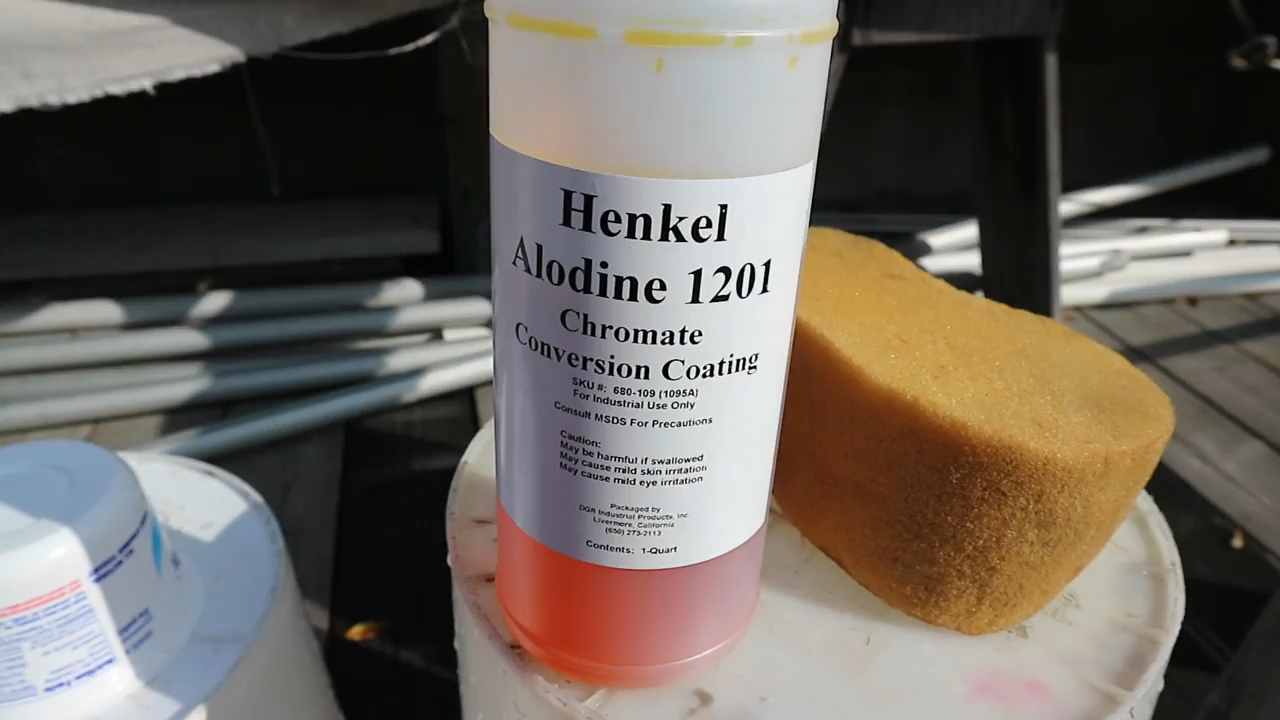 Henkel
Alodine 1201
Chromate
Conversion Coating
SKU #: 680-109 (1095A)
For Industrial Use Only
Consult MSDS For Precautions
Caution:
May be harmful if swallowed
May cause mild skin irritation
May cause mild eye irritation
Packaged by
DGR Industrial Products, Inc.
Livermore, California
(650) 273-2113
Contents: 1-Quart
Nutrition Facts